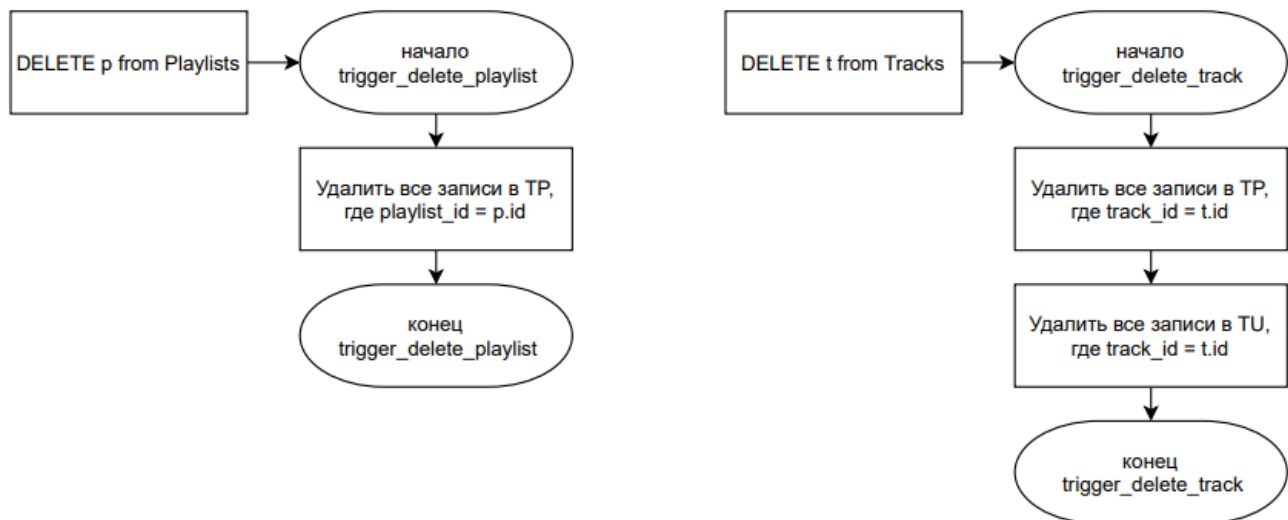 DELETE p from Playlists
начало
trigger_delete_playlist
Удалить все записи в TP,
где playlist_id = p.id
конец
trigger_delete_playlist
DELETE t from Tracks
начало
trigger_delete_track
Удалить все записи в TP,
где track_id = t.id
Удалить все записи в TU,
где track_id = t.id
конец
trigger_delete_track